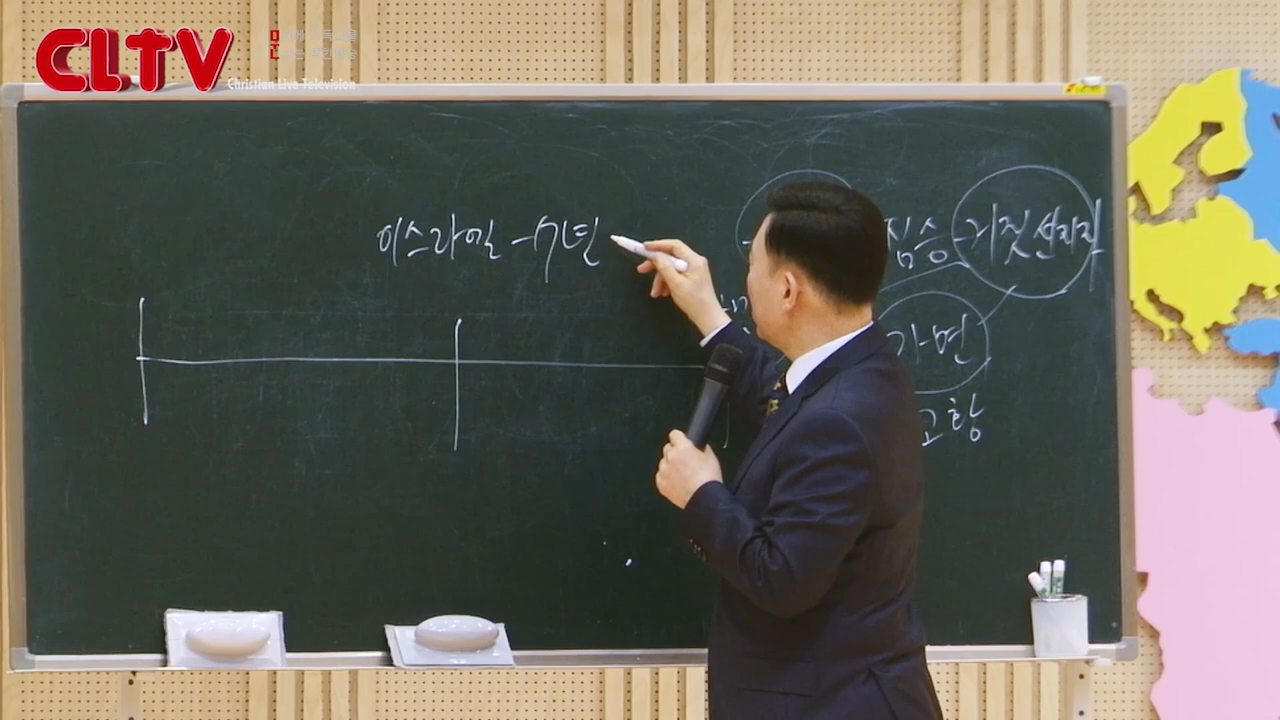 CLTV
Christian Live Television
이스라엘 - 7년
짐승 거짓선지자
가면
고향